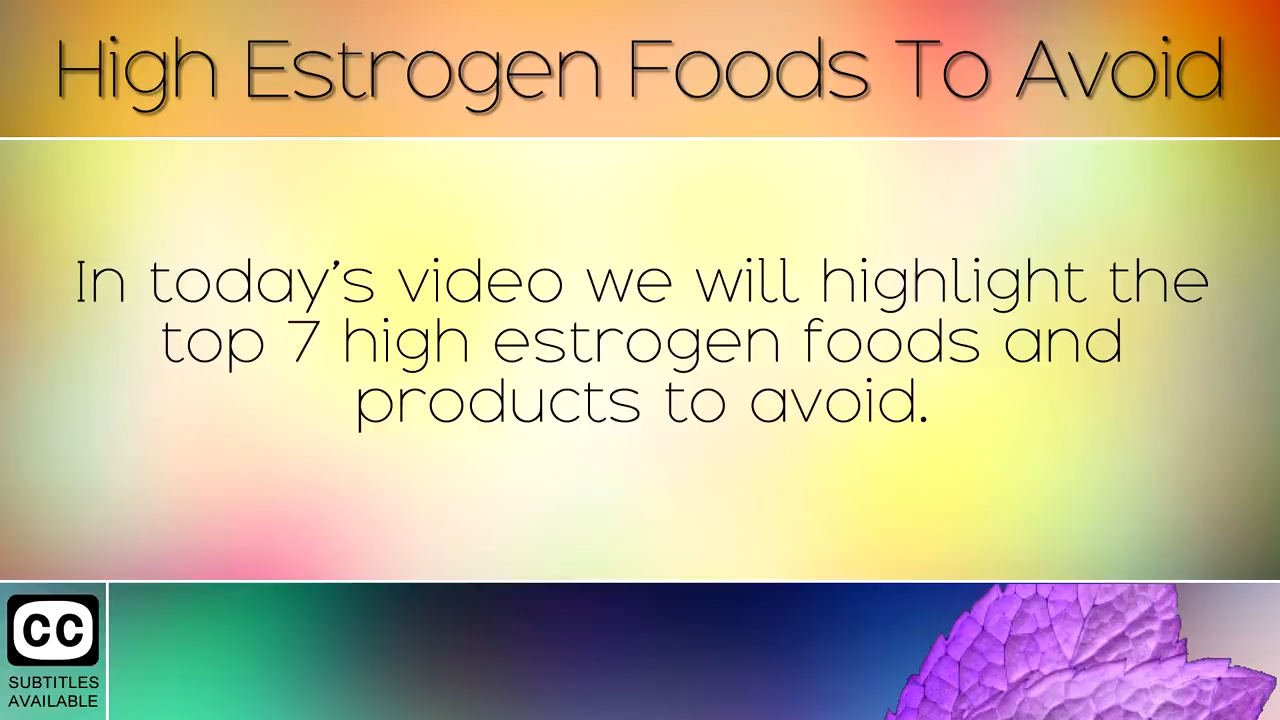 High Estrogen Foods To Avoid
In today's video we will highlight the
top 7 high estrogen foods and
products to avoid.
CC
SUBTITLES
AVAILABLE